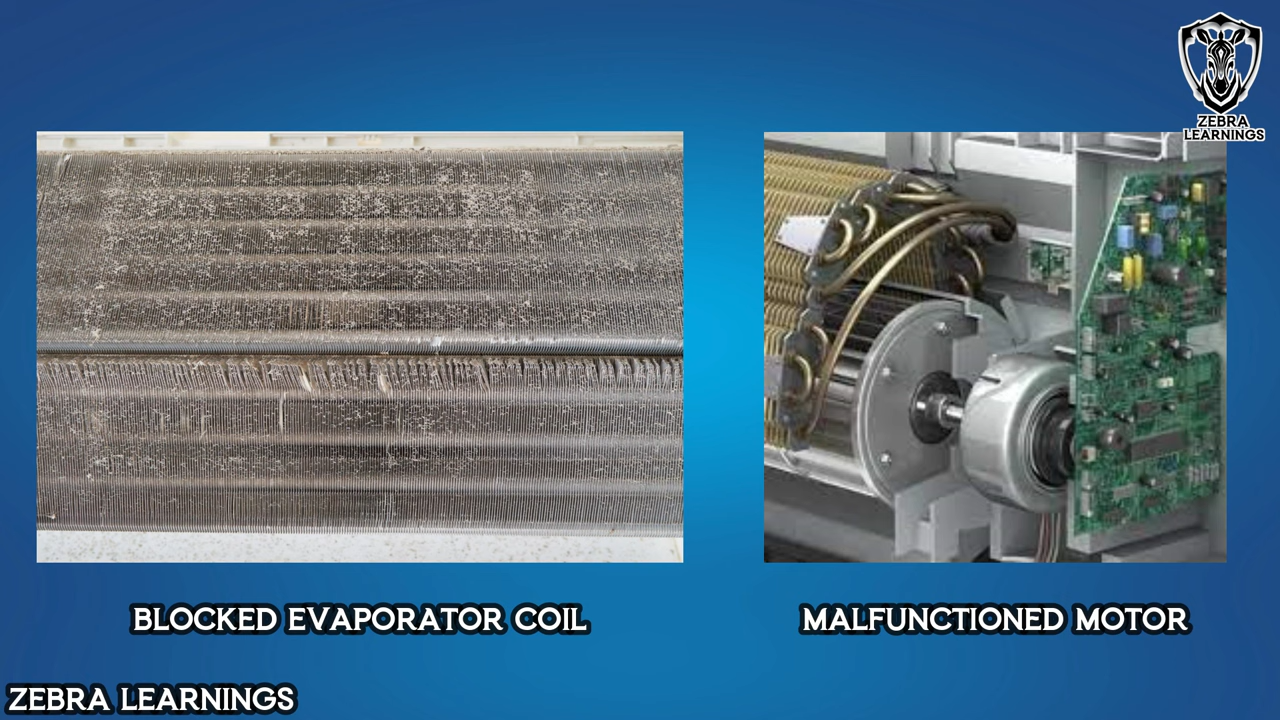 ZEBRA
LEARNINGS
BLOCKED EVAPORATOR COIL
MALFUNCTIONED MOTOR
ZEBRA LEARNINGS